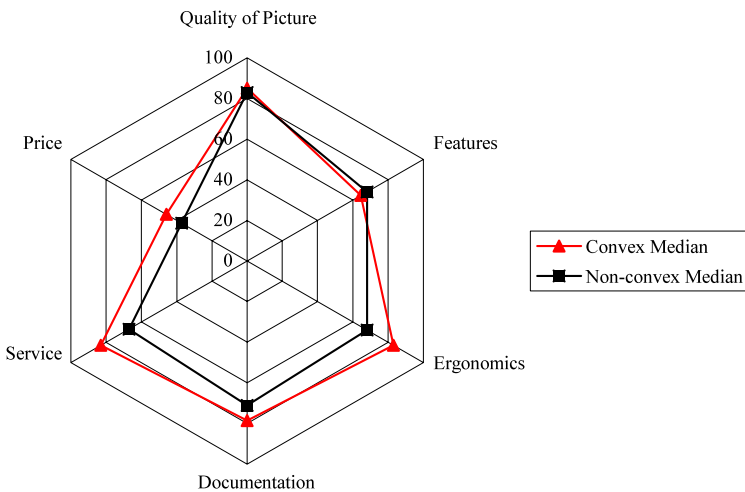 Quality of Picture
100
80
60
40
20
0
Price
Features
Convex Median
Non-convex Median
Service
Ergonomics
Documentation